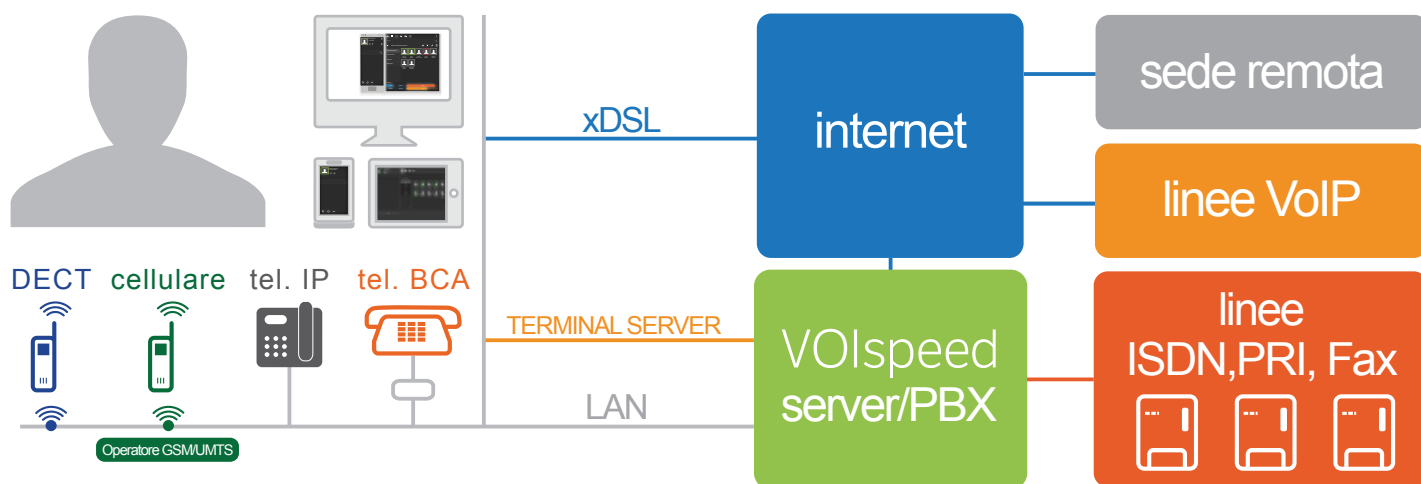 xDSL
internet
sede remota
linee VoIP
DECT
cellulare
tel. IP
tel. BCA
TERMINAL SERVER
VOIspeed
server/PBX
linee
ISDN,PRI, Fax
LAN
Operatore GSM/UMTS